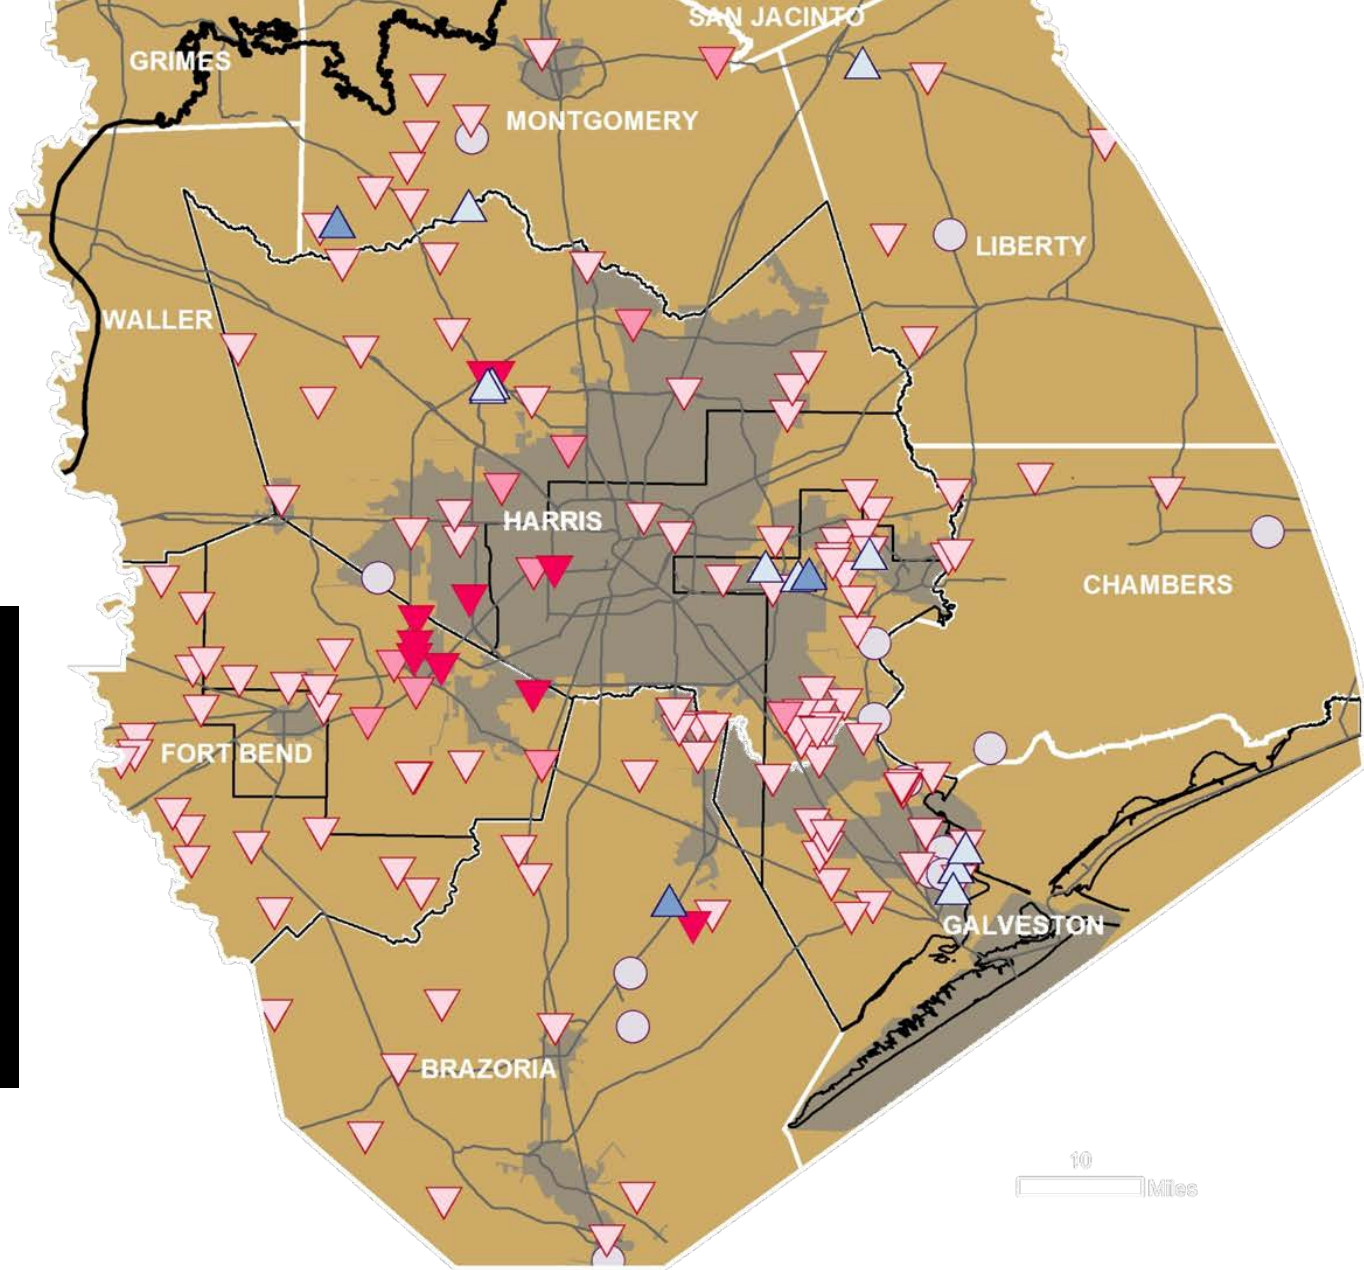 SAN JACINTO
GRIMES
MONTGOMERY
LIBERTY
WALLER
HARRIS
CHAMBERS
FORT BEND
GALVESTON
BRAZORIA
10
Miles